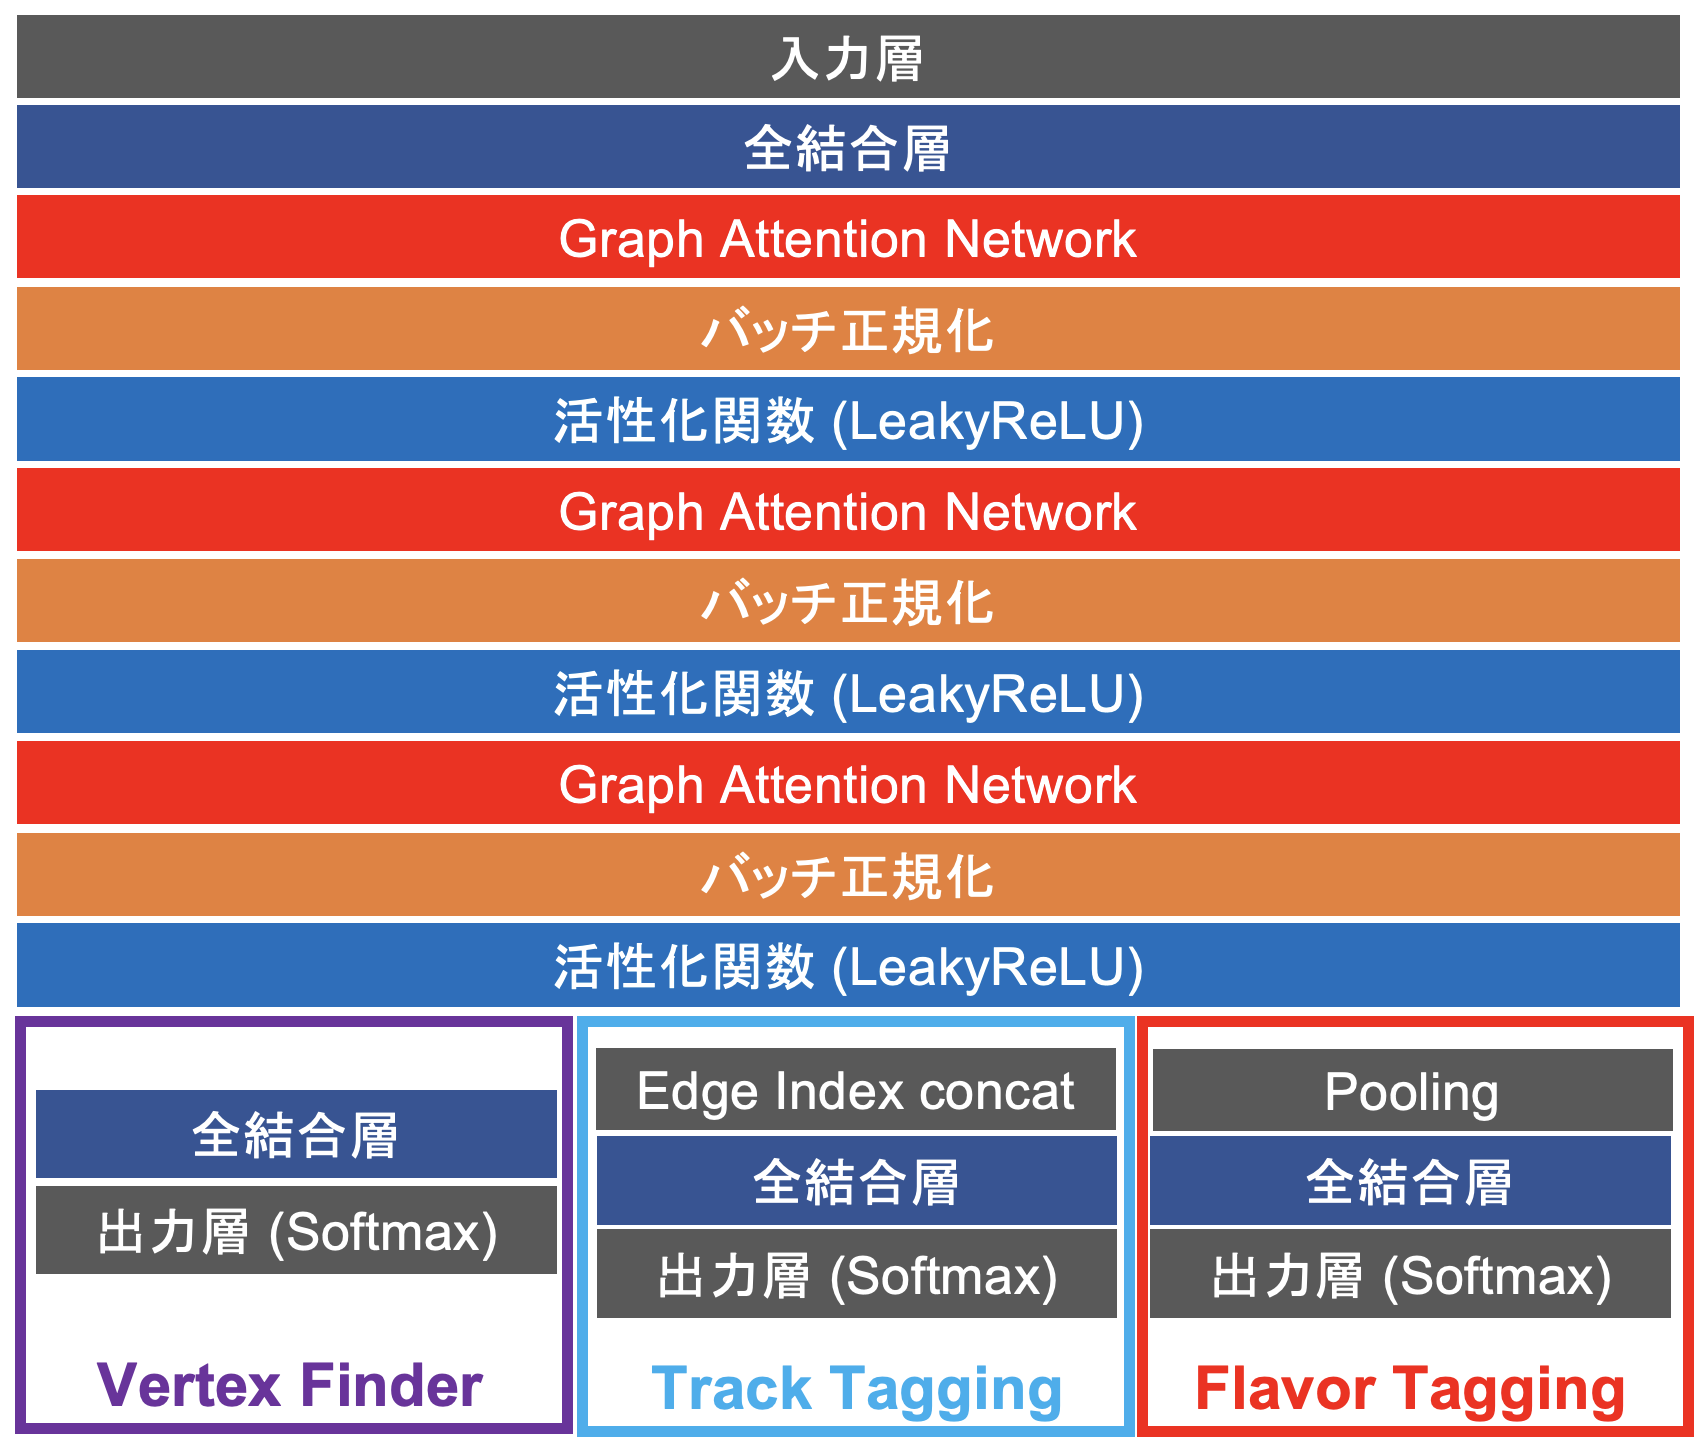 入力層
全結合層
Graph Attention Network
バッチ正規化
活性化関数 (LeakyReLU)
Graph Attention Network
バッチ正規化
活性化関数 (LeakyReLU)
Graph Attention Network
バッチ正規化
活性化関数 (LeakyReLU)
全結合層
出力層 (Softmax)
Vertex Finder
Edge Index concat
全結合層
出力層 (Softmax)
Track Tagging
Pooling
全結合層
出力層 (Softmax)
Flavor Tagging